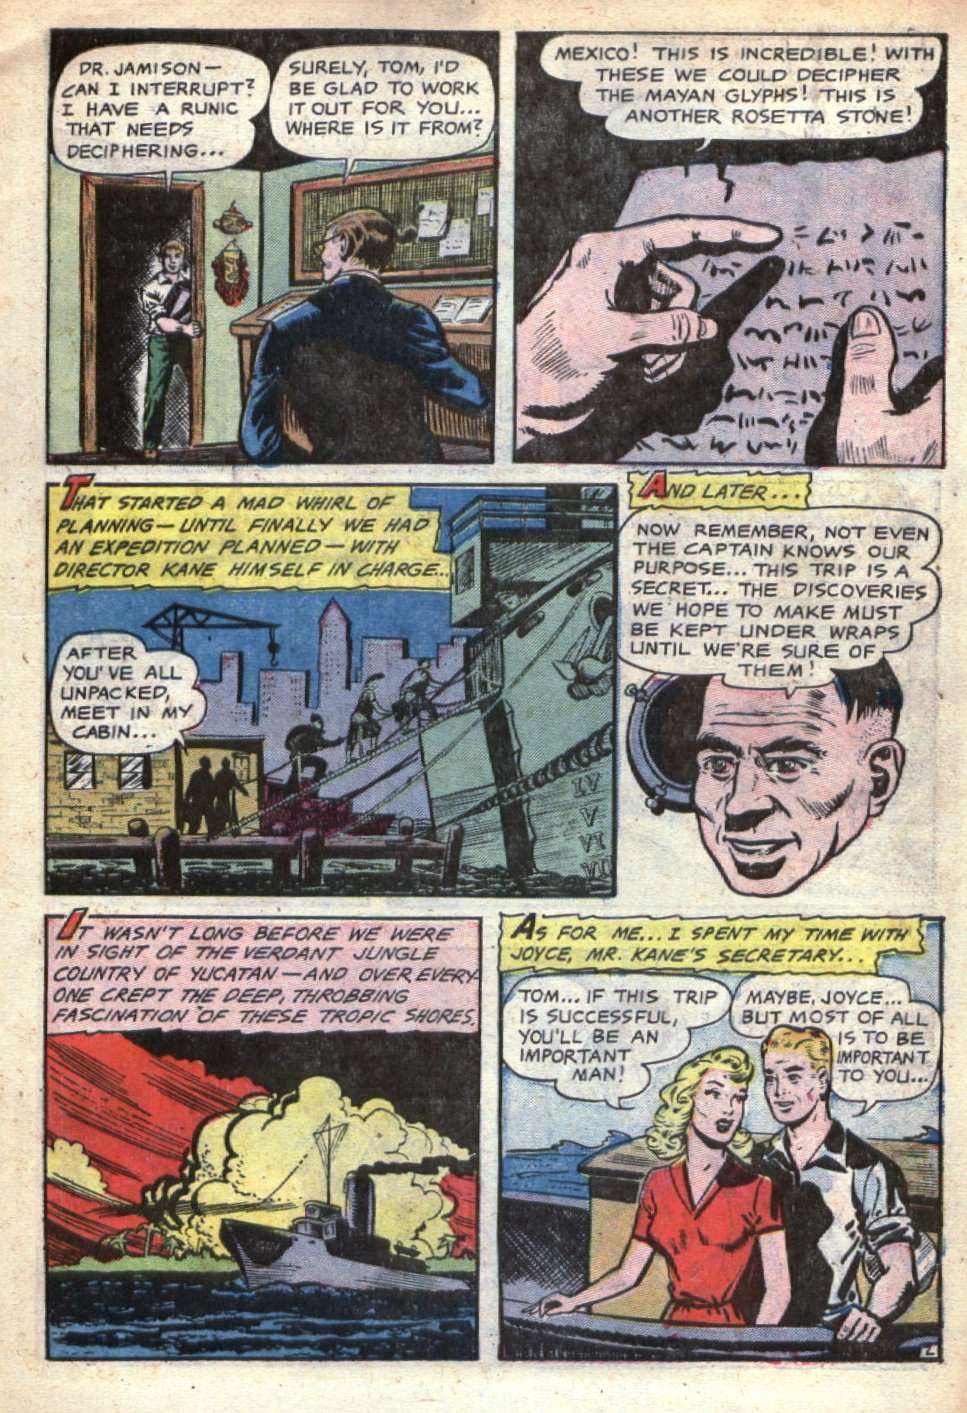 DR. JAMISON—
CAN I INTERRUPT?
I HAVE A RUNIC
THAT NEEDS
DECIPHERING...
SURELY, TOM, I'D
BE GLAD TO WORK
IT OUT FOR YOU...
WHERE IS IT FROM?
MEXICO! THIS IS INCREDIBLE! WITH
THESE WE COULD DECIPHER
THE MAYAN GLYPHS! THIS IS
ANOTHER ROSETTA STONE!
THAT STARTED A MAD WHIRL OF
PLANNING—UNTIL FINALLY WE HAD
AN EXPEDITION PLANNED—WITH
DIRECTOR KANE HIMSELF IN CHARGE...
AFTER
YOU'VE ALL
UNPACKED,
MEET IN MY
CABIN...
IV
V
VI
VII
AND LATER...
NOW REMEMBER, NOT EVEN
THE CAPTAIN KNOWS OUR
PURPOSE... THIS TRIP IS A
SECRET... THE DISCOVERIES
WE HOPE TO MAKE MUST
BE KEPT UNDER WRAPS
UNTIL WE'RE SURE OF
THEM!
IT WASN'T LONG BEFORE WE WERE
IN SIGHT OF THE VERDANT JUNGLE
COUNTRY OF YUCATAN—AND OVER EVERY-
ONE CREPT THE DEEP, THROBBING
FASCINATION OF THESE TROPIC SHORES.
AS FOR ME... I SPENT MY TIME WITH
JOYCE, MR. KANE'S SECRETARY...
TOM... IF THIS TRIP
IS SUCCESSFUL,
YOU'LL BE AN
IMPORTANT
MAN!
MAYBE, JOYCE...
BUT MOST OF ALL
IS TO BE
IMPORTANT
TO YOU...
2